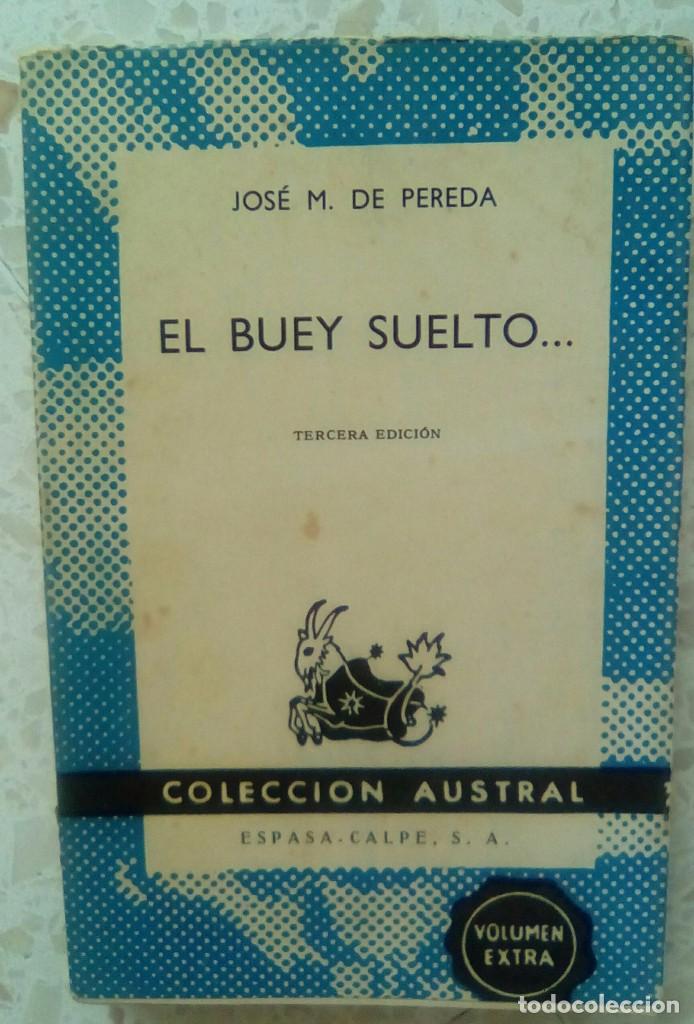 JOSÉ M. DE PEREDA
EL BUEY SUELTO...
TERCERA EDICIÓN
COLECCION AUSTRAL
ESPASA-CALPE, S. A.
VOLUMEN
EXTRA
todocoleccion